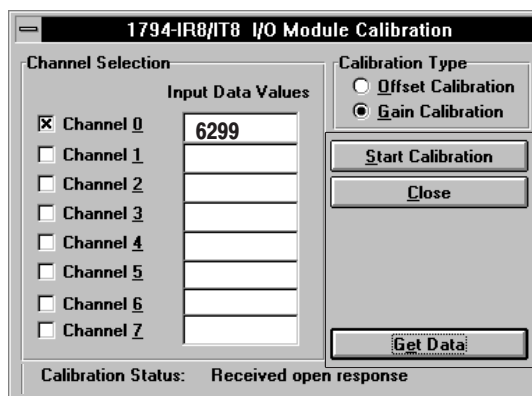 1794-IR8/IT8 I/O Module Calibration
Channel Selection
Input Data Values
Channel 0
6299
Channel 1
Channel 2
Channel 3
Channel 4
Channel 5
Channel 6
Channel 7
Calibration Type
Offset Calibration
Gain Calibration
Start Calibration
Close
Get Data
Calibration Status: Received open response